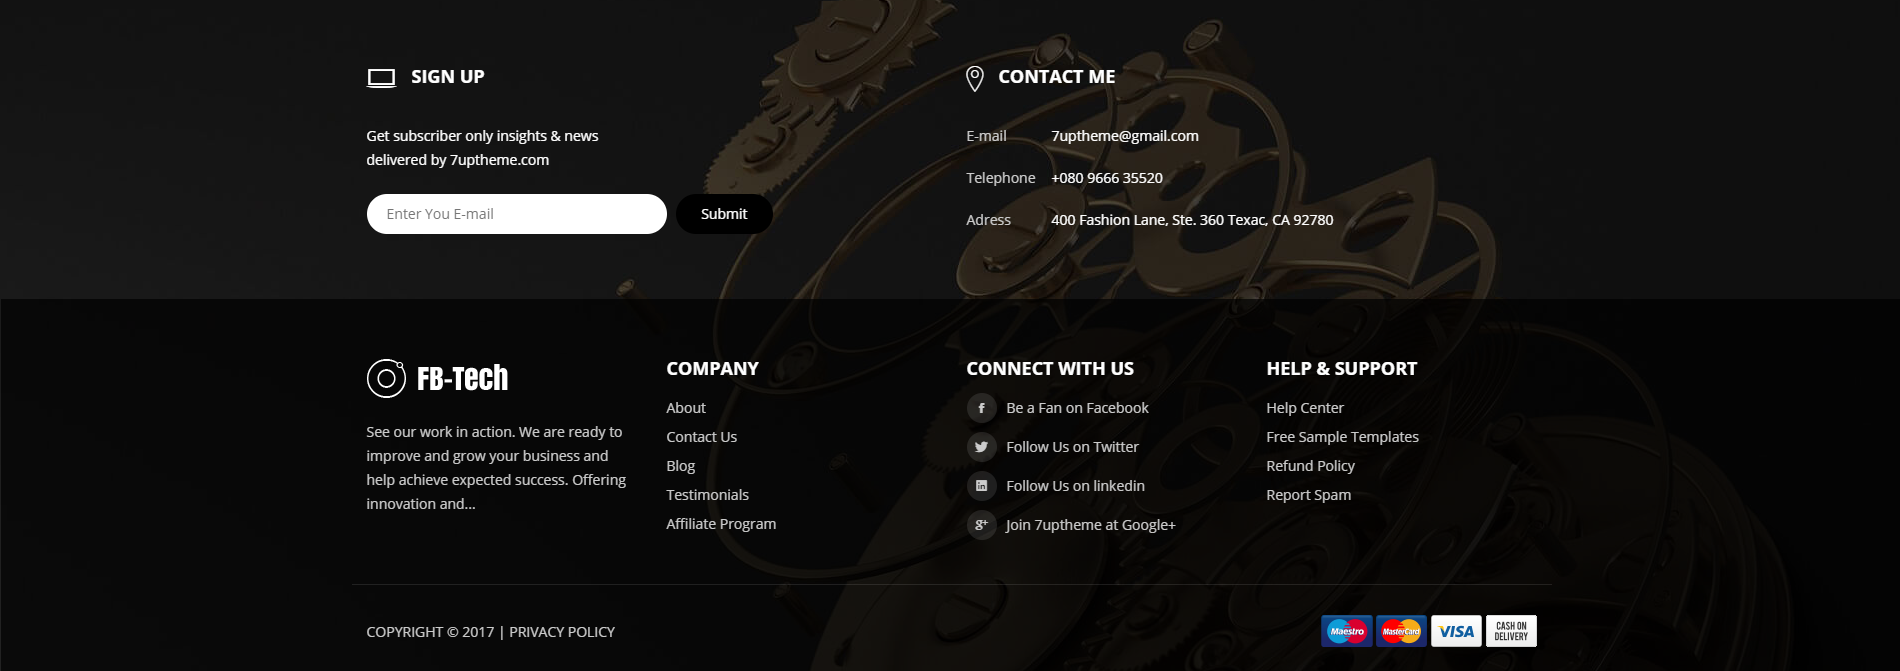 SIGN UP
Get subscriber only insights & news
delivered by 7uptheme.com
Enter You E-mail
Submit
CONTACT ME
E-mail 7uptheme@gmail.com
Telephone +080 9666 35520
Adress 400 Fashion Lane, Ste. 360 Texac, CA 92780
FB-Tech
See our work in action. We are ready to
improve and grow your business and
help achieve expected success. Offering
innovation and...
COMPANY
About
Contact Us
Blog
Testimonials
Affiliate Program
CONNECT WITH US
Be a Fan on Facebook
Follow Us on Twitter
Follow Us on linkedin
Join 7uptheme at Google+
HELP & SUPPORT
Help Center
Free Sample Templates
Refund Policy
Report Spam
COPYRIGHT © 2017 | PRIVACY POLICY
Maestro
MasterCard
VISA
CASH ON
DELIVERY